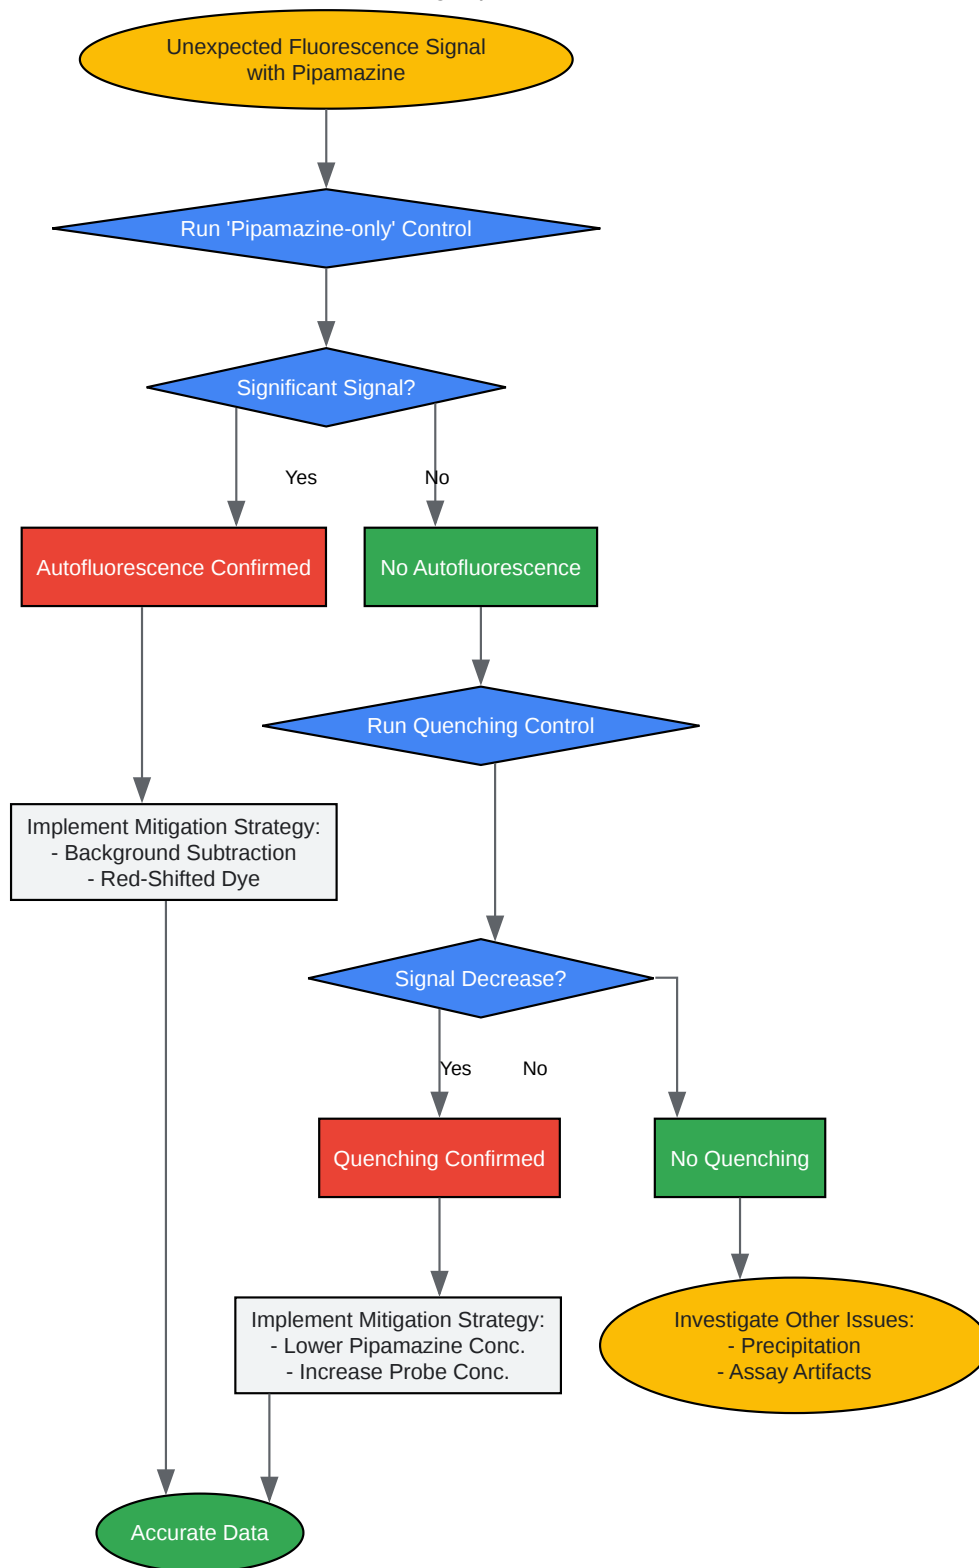 Unexpected Fluorescence Signal
with Pipamazine
Run 'Pipamazine-only' Control
Significant Signal?
Yes
No
Autofluorescence Confirmed
No Autofluorescence
Run Quenching Control
Implement Mitigation Strategy:
- Background Subtraction
- Red-Shifted Dye
Signal Decrease?
Yes
No
Quenching Confirmed
No Quenching
Implement Mitigation Strategy:
- Lower Pipamazine Conc.
- Increase Probe Conc.
Investigate Other Issues:
- Precipitation
- Assay Artifacts
Accurate Data